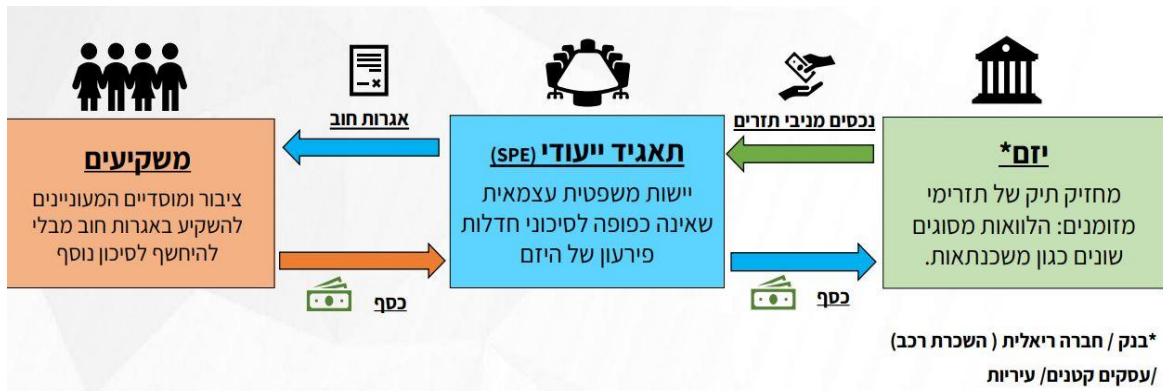 יזם*
מחזיק תיק של תזרימי
מזומנים: הלוואות מסוגים
שונים כגון משכנתאות.
נכסים מניבי תזרים
כסף
תאגיד ייעודי (SPE)
יישות משפטית עצמאית
שאינה כפופה לסיכוני חדלות
פירעון של היזם
אגרות חוב
כסף
משקיעים
ציבור ומוסדיים המעוניינים
להשקיע באגרות חוב מבלי
להיחשף לסיכון נוסף
*בנק / חברה ריאלית ( השכרת רכב)
/עסקים קטנים/ עיריות